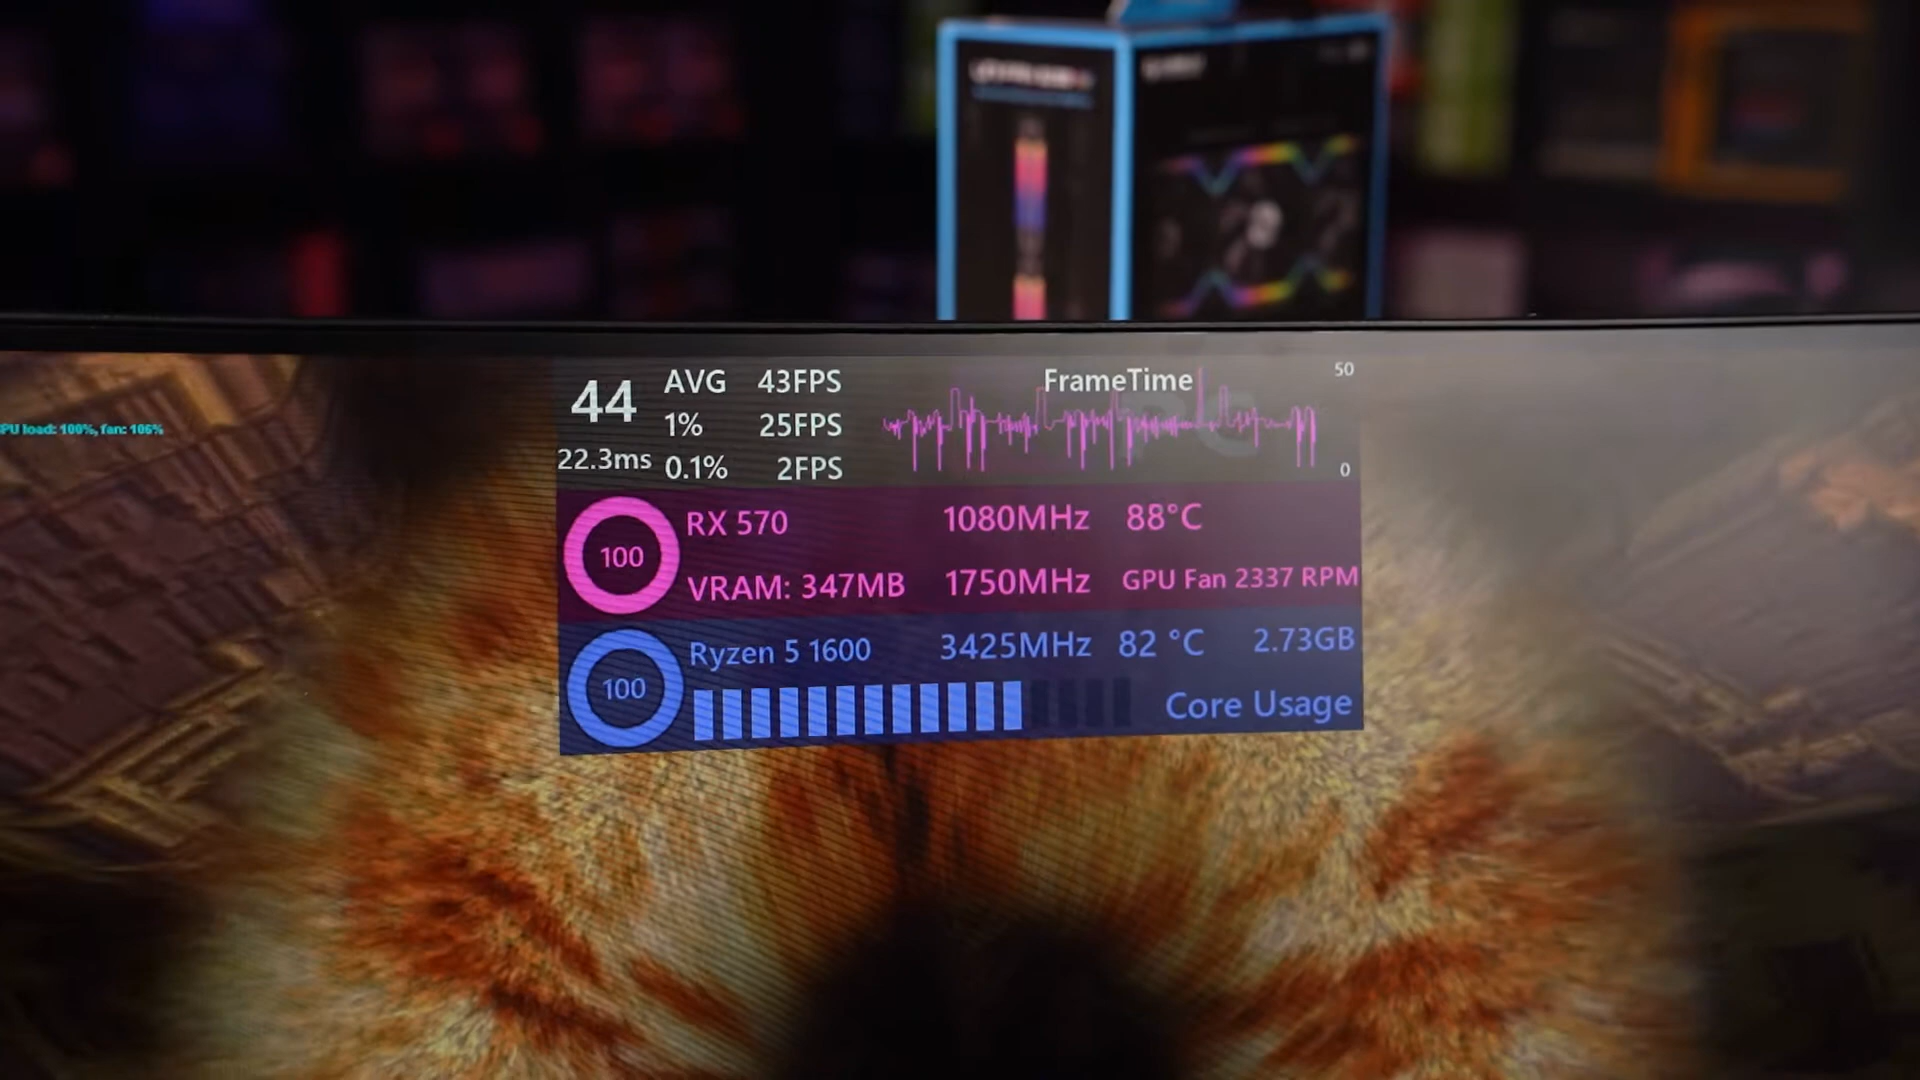 PU load: 100%, fan: 106%
44 AVG 43FPS FrameTime 50
1% 25FPS
22.3ms 0.1% 2FPS 0
100 RX 570 1080MHz 88°C
VRAM: 347MB 1750MHz GPU Fan 2337 RPM
100 Ryzen 5 1600 3425MHz 82 °C 2.73GB
Core Usage